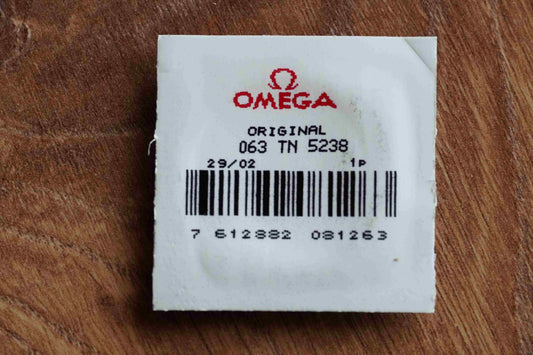 OMEGA
ORIGINAL
063 TN 5238
29/02 1P
7 612882 081263